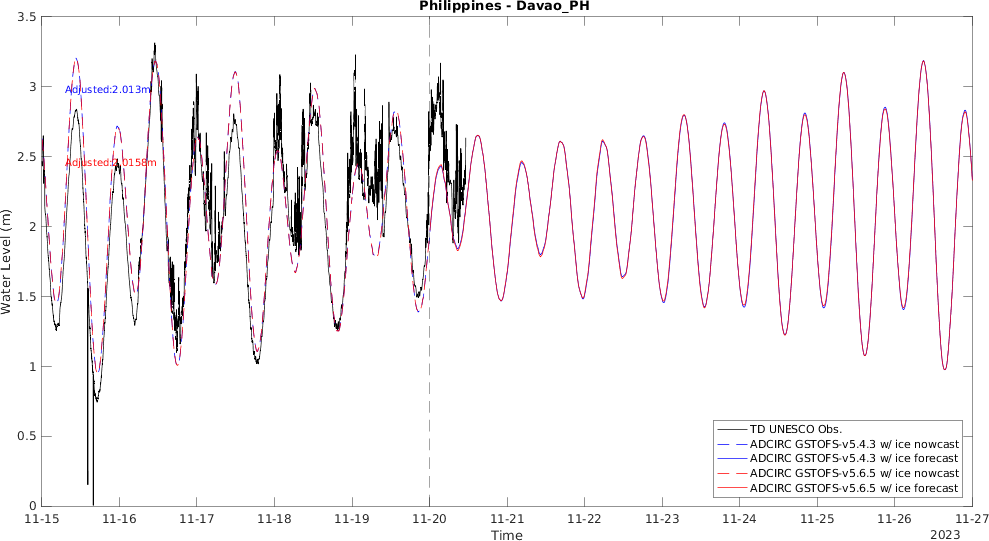 Philippines - Davao_PH
3.5
3
2.5
2
1.5
1
0.5
0
Water Level (m)
Adjusted:2.013m
Adjusted:2.0158m
TD UNESCO Obs.
ADCIRC GSTOFS-v5.4.3 w/ ice nowcast
ADCIRC GSTOFS-v5.4.3 w/ ice forecast
ADCIRC GSTOFS-v5.6.5 w/ ice nowcast
ADCIRC GSTOFS-v5.6.5 w/ ice forecast
11-15 11-16 11-17 11-18 11-19 11-20 11-21 11-22 11-23 11-24 11-25 11-26 11-27
Time
2023